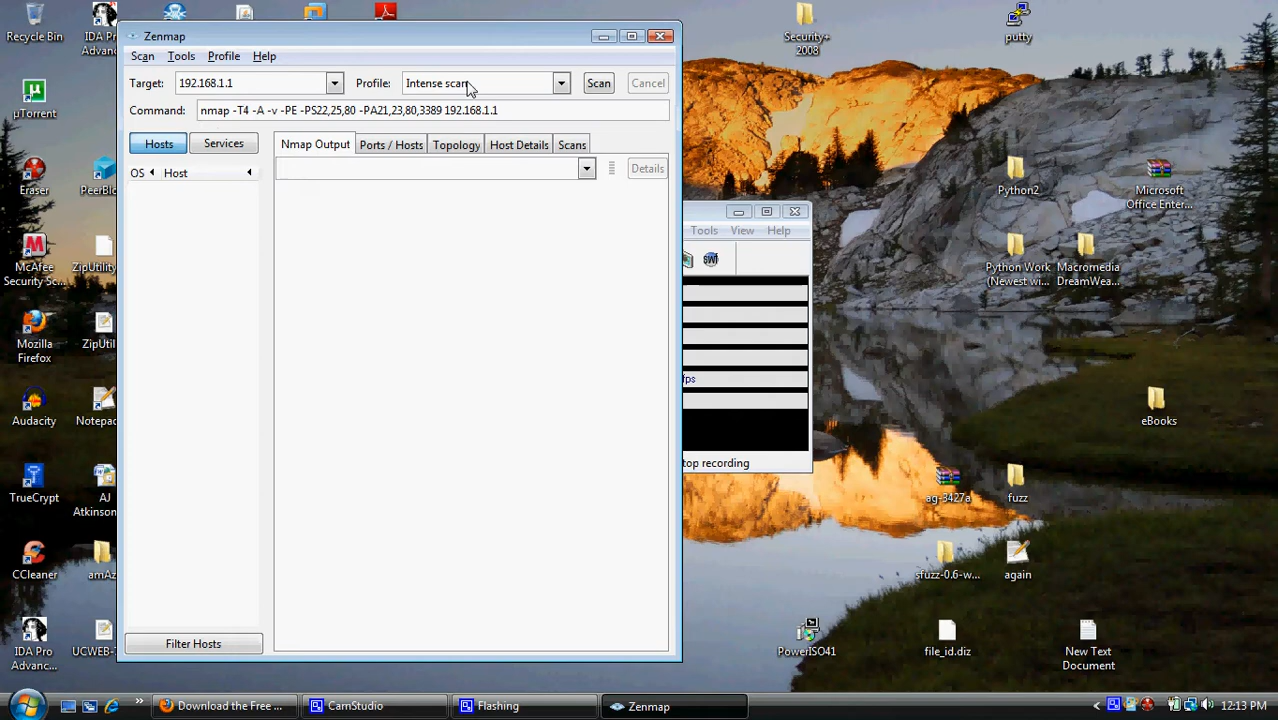 Recycle Bin
IDA Pro
Advanc...
µTorrent
Eraser
PeerBlo
McAfee
Security Sc...
ZipUtility
Mozilla
Firefox
ZipUtil
Audacity
Notepa
TrueCrypt
AJ
Atkinson
CCleaner
amAz
IDA Pro
Advanc...
UCWEB-
Zenmap
Scan Tools Profile Help
Target: 192.168.1.1 Profile: Intense scan Scan Cancel
Command: nmap -T4 -A -v -PE -PS22,25,80 -PA21,23,80,3389 192.168.1.1
Hosts Services
Nmap Output Ports / Hosts Topology Host Details Scans
OS Host
Details
Filter Hosts
Tools View Help
SWF
fps
top recording
Security+
2008
putty
Python2
Microsoft
Office Enter...
Python Work
(Newest wi...
Macromedia
DreamWea...
eBooks
ag-3427a
fuzz
sfuzz-0.6-w...
again
PowerISO41
file_id.diz
New Text
Document
Download the Free ...
CamStudio
Flashing
Zenmap
12:13 PM